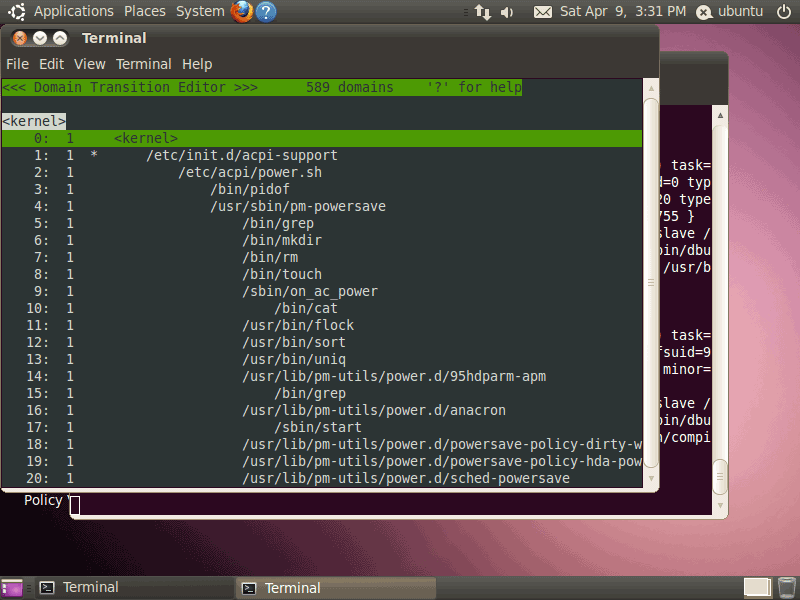 Applications Places System ? Sat Apr 9, 3:31 PM ubuntu
Terminal
File Edit View Terminal Help
<<< Domain Transition Editor >>>      589 domains    '?' for help
<kernel>
0:  1     <kernel>
1:  1  *      /etc/init.d/acpi-support
2:  1             /etc/acpi/power.sh
3:  1                 /bin/pidof
4:  1                 /usr/sbin/pm-powersave
5:  1                     /bin/grep
6:  1                     /bin/mkdir
7:  1                     /bin/rm
8:  1                     /bin/touch
9:  1                     /sbin/on_ac_power
10:  1                         /bin/cat
11:  1                     /usr/bin/flock
12:  1                     /usr/bin/sort
13:  1                     /usr/bin/uniq
14:  1                     /usr/lib/pm-utils/power.d/95hdparm-apm
15:  1                         /bin/grep
16:  1                     /usr/lib/pm-utils/power.d/anacron
17:  1                         /sbin/start
18:  1                     /usr/lib/pm-utils/power.d/powersave-policy-dirty-w
19:  1                     /usr/lib/pm-utils/power.d/powersave-policy-hda-pow
20:  1                     /usr/lib/pm-utils/power.d/sched-powersave
) task=
d=0 typ
20 type
755 }
slave /
bin/dbu
/usr/b
) task=
fsuid=9
minor=
slave /
bin/dbu
n/compi
Policy
Terminal
Terminal